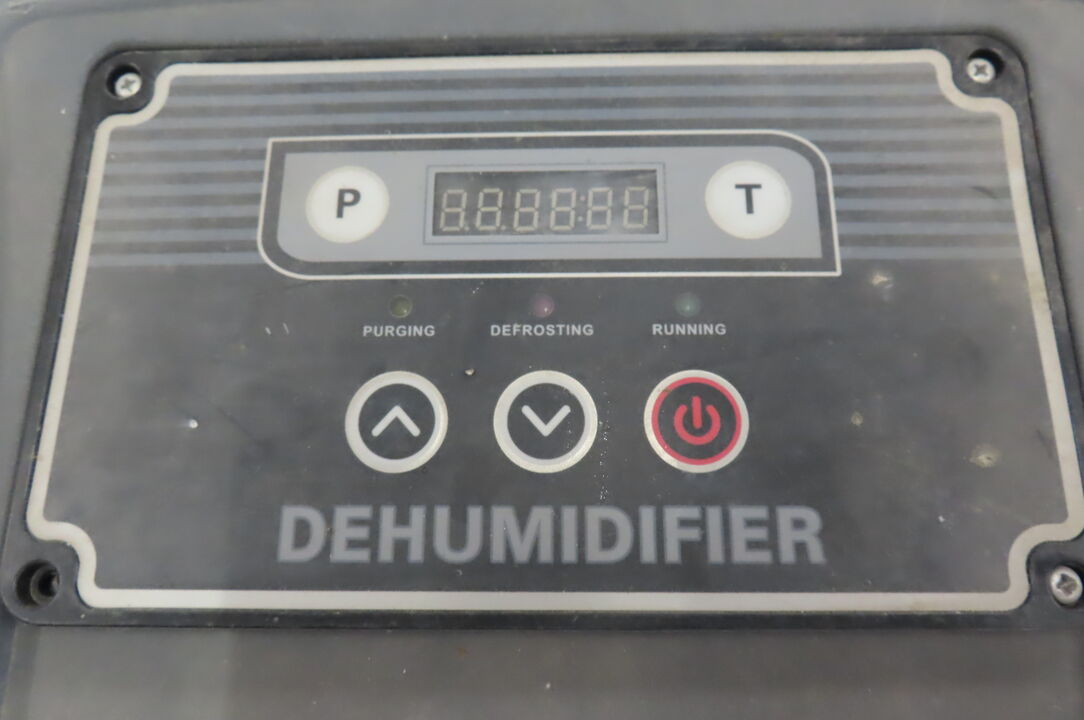 P T
PURGING DEFROSTING RUNNING
DEHUMIDIFIER